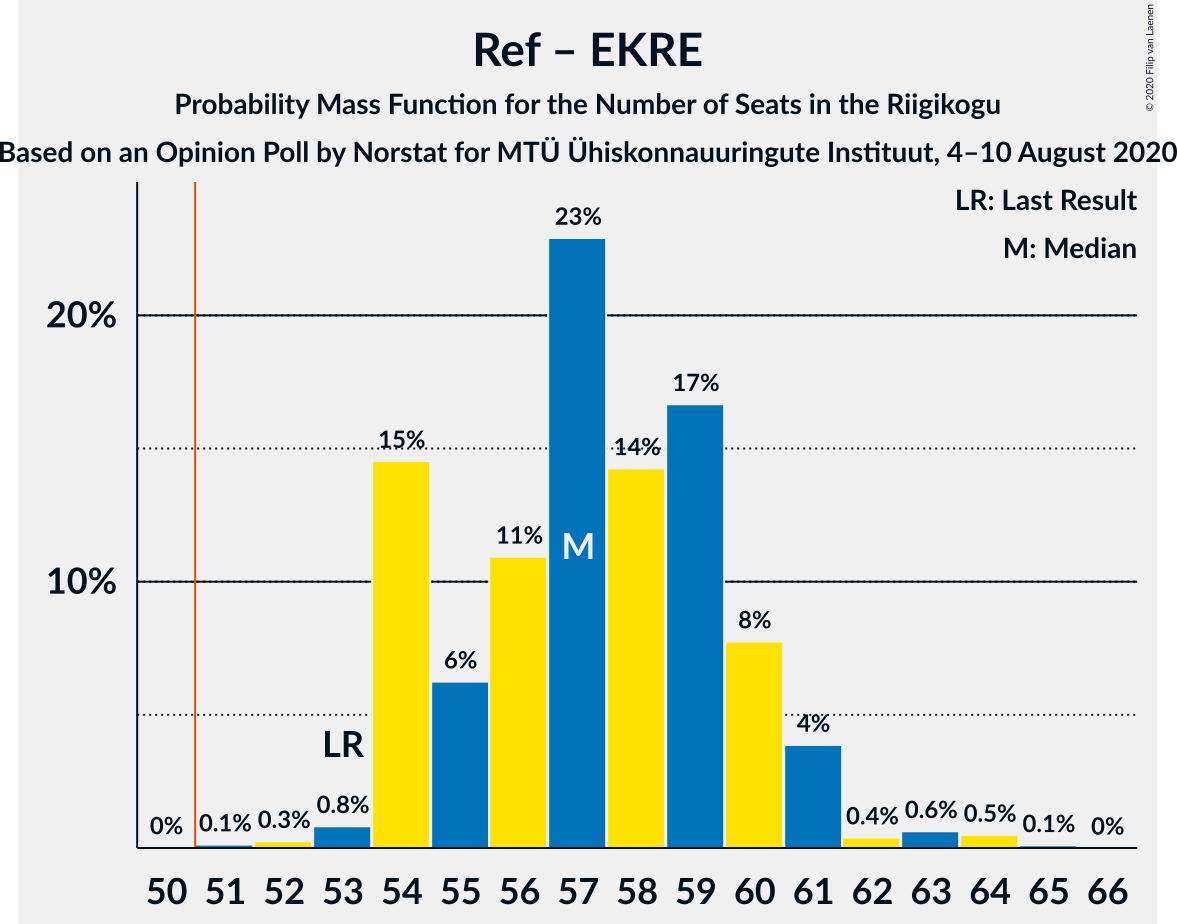 Ref – EKRE
Probability Mass Function for the Number of Seats in the Riigikogu
Based on an Opinion Poll by Norstat for MTÜ Ühiskonnauuringute Instituut, 4–10 August 2020
© 2020 Filip van Laenen
LR: Last Result
M: Median
23%
20%
17%
15%
14%
11%
M
10%
8%
6%
LR
4%
0% 0.1% 0.3% 0.8% 0.4% 0.6% 0.5% 0.1% 0%
50 51 52 53 54 55 56 57 58 59 60 61 62 63 64 65 66